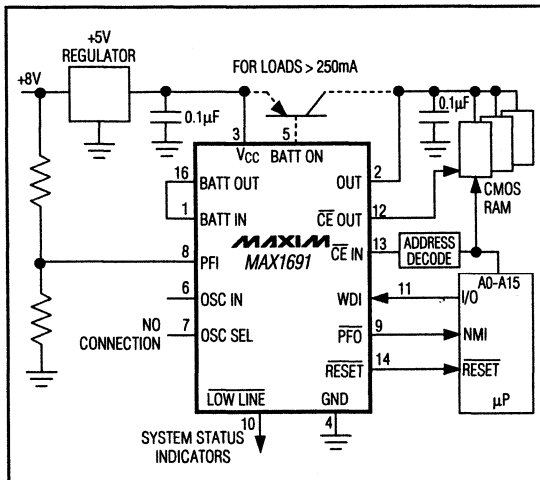 +5V
REGULATOR
+8V
FOR LOADS > 250mA
0.1µF
0.1µF
3
5
VCC
BATT ON
16
BATT OUT
OUT
2
CE OUT
12
CMOS
RAM
1
BATT IN
MAXIM
MAX1691
CE IN
13
ADDRESS
DECODE
8
PFI
A0-A15
6
OSC IN
WDI
11
I/O
NO
CONNECTION
7
OSC SEL
PFO
9
NMI
RESET
14
RESET
µP
LOW LINE
GND
10
4
SYSTEM STATUS
INDICATORS